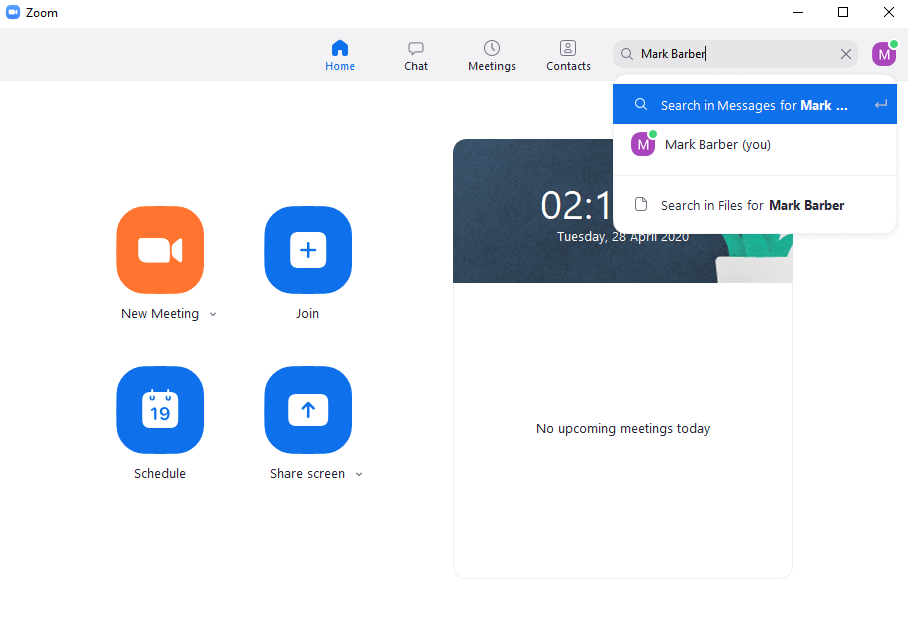 Zoom
Home
Chat
Meetings
Contacts
Mark Barber
M
Search in Messages for Mark ...
M Mark Barber (you)
Search in Files for Mark Barber
02:1
Tuesday, 28 April 2020
New Meeting
Join
19
Schedule
Share screen
No upcoming meetings today